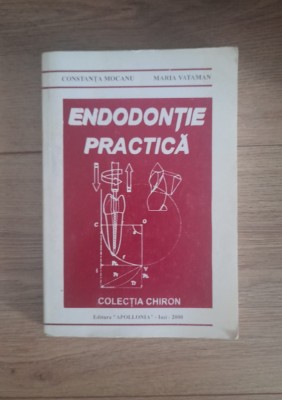 CONSTANȚA MOCANU MARIA VATAMAN
ENDODONȚIE
PRACTICĂ
COLECȚIA CHIRON
Editura "APOLLONIA" - Iași - 2000